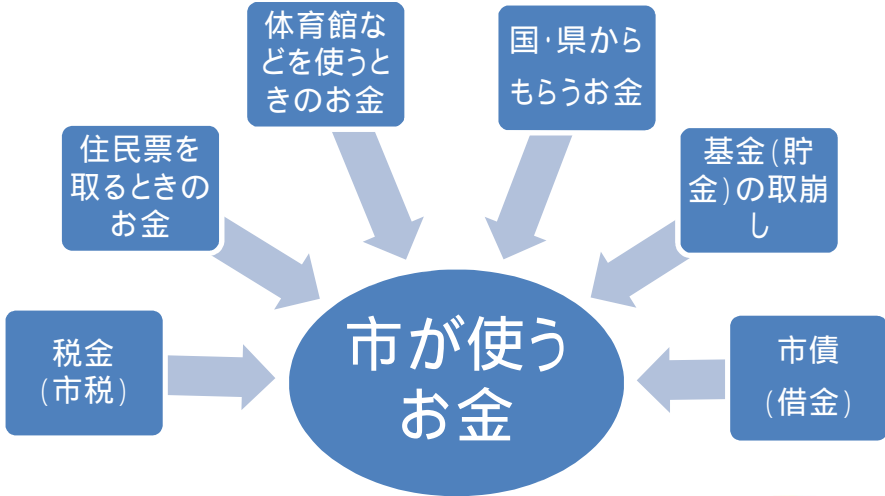 体育館な
どを使うと
きのお金
国・県から
もらうお金
住民票を
取るときの
お金
基金(貯
金)の取崩
し
税金
(市税)
市が使う
お金
市債
(借金)